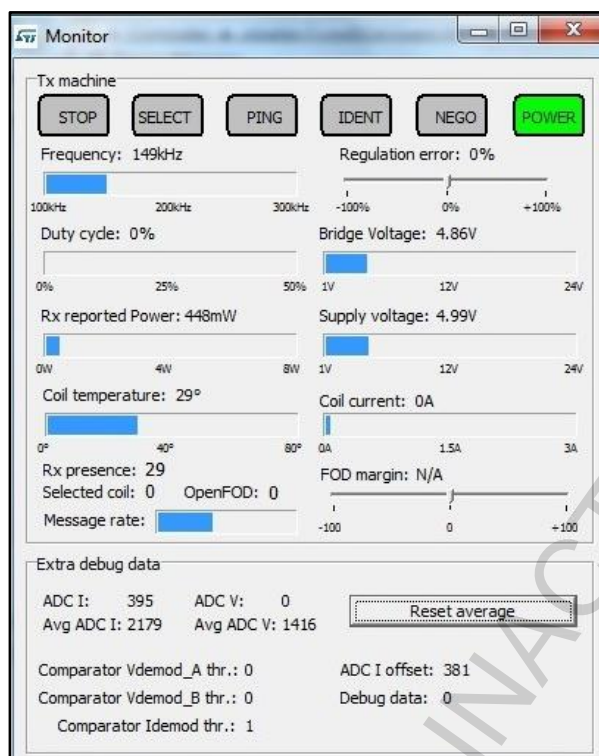 Monitor
Tx machine
STOP SELECT PING IDENT NEGO POWER
Frequency: 149kHz Regulation error: 0%
100kHz 200kHz 300kHz -100% 0% +100%
Duty cycle: 0% Bridge Voltage: 4.86V
0% 25% 50% 1V 12V 24V
Rx reported Power: 448mW Supply voltage: 4.99V
0W 4W 8W 1V 12V 24V
Coil temperature: 29° Coil current: 0A
0° 40° 80° 0A 1.5A 3A
Rx presence: 29 FOD margin: N/A
Selected coil: 0 OpenFOD: 0
Message rate: -100 0 +100
Extra debug data
ADC I: 395 ADC V: 0 Reset average
Avg ADC I: 2179 Avg ADC V: 1416
Comparator Vdemod_A thr.: 0 ADC I offset: 381
Comparator Vdemod_B thr.: 0 Debug data: 0
Comparator Idemod thr.: 1
INACT